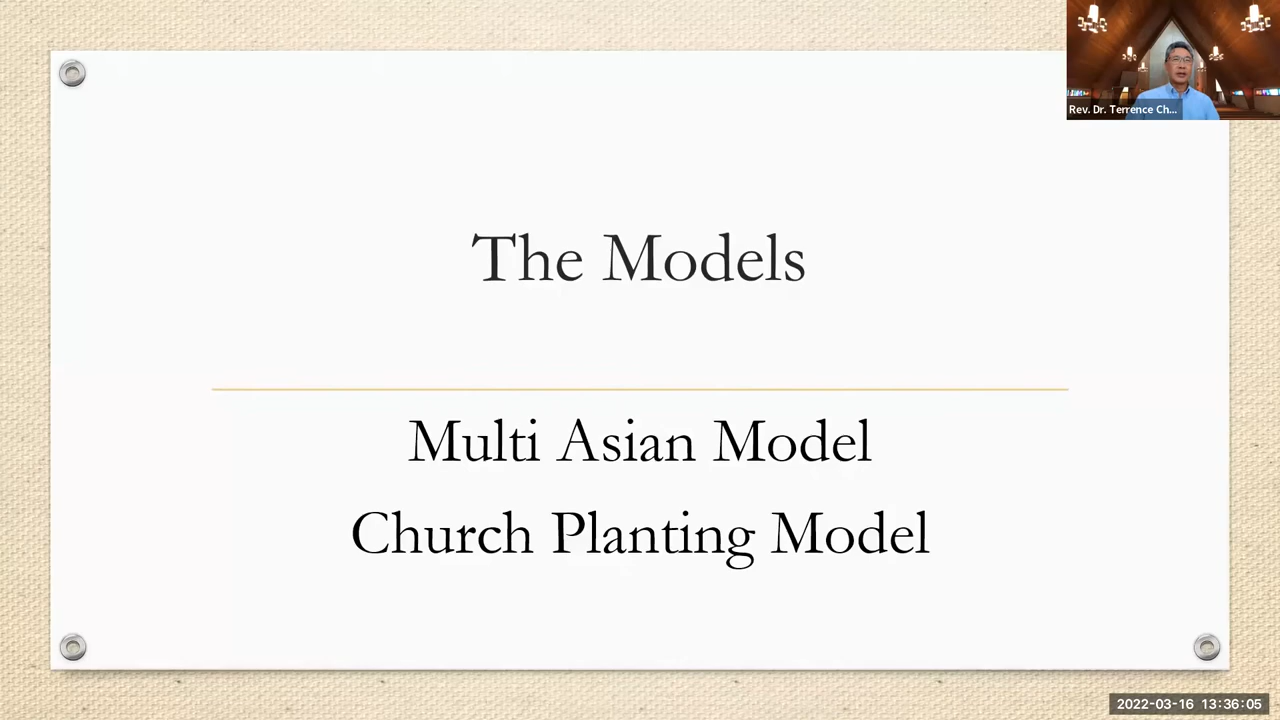 Rev. Dr. Terrence Ch...
The Models
Multi Asian Model
Church Planting Model
2022-03-16 13:36:05